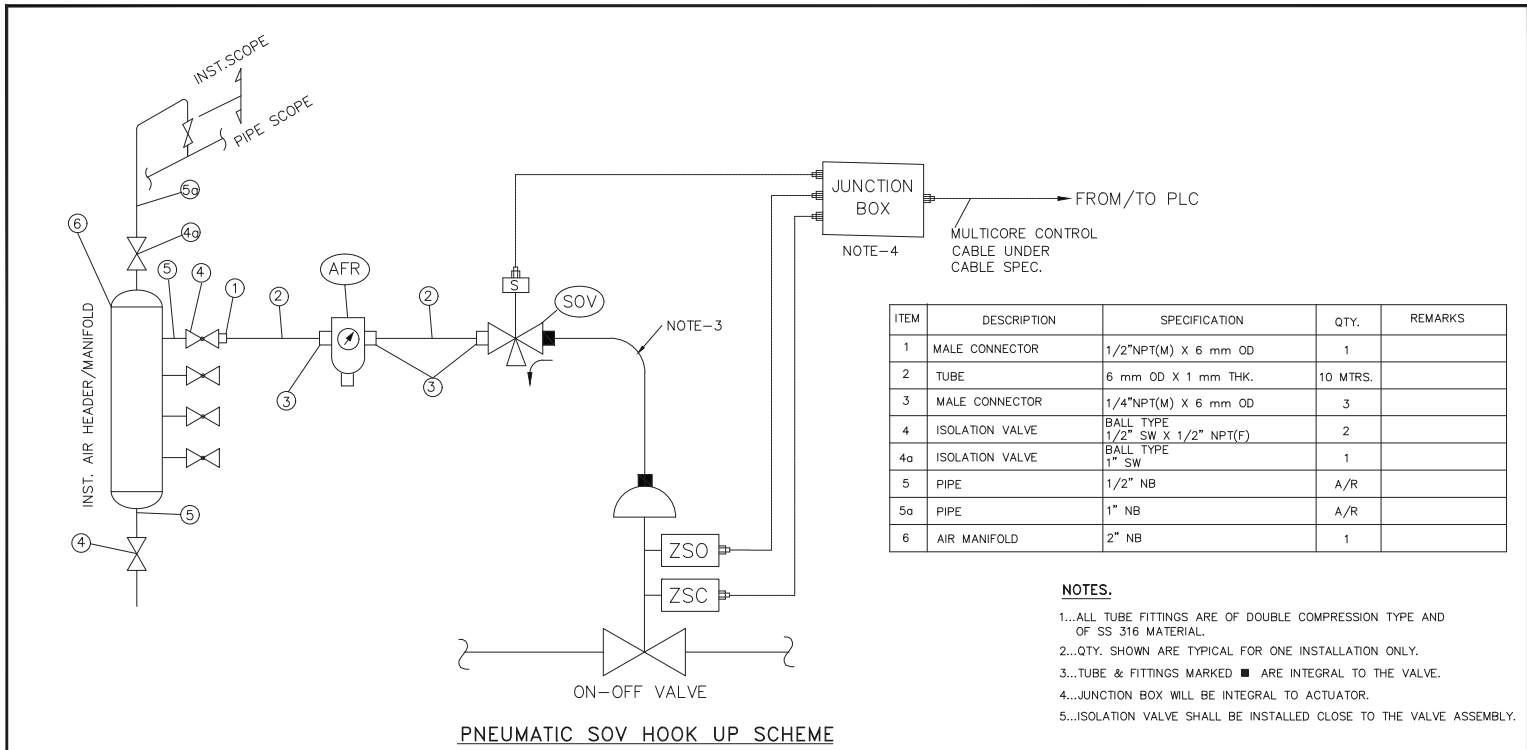 INST.SCOPE
PIPE SCOPE
5a
6
4a
5
4
1
2
AFR
2
S
SOV
NOTE-3
3
3
INST. AIR HEADER/MANIFOLD
5
4
JUNCTION
BOX
NOTE-4
FROM/TO PLC
MULTICORE CONTROL
CABLE UNDER
CABLE SPEC.
ZSO
ZSC
ON-OFF VALVE
PNEUMATIC SOV HOOK UP SCHEME
ITEM DESCRIPTION SPECIFICATION QTY. REMARKS
1 MALE CONNECTOR 1/2"NPT(M) X 6 mm OD 1
2 TUBE 6 mm OD X 1 mm THK. 10 MTRS.
3 MALE CONNECTOR 1/4"NPT(M) X 6 mm OD 3
4 ISOLATION VALVE BALL TYPE
1/2" SW X 1/2" NPT(F) 2
4a ISOLATION VALVE BALL TYPE
1" SW 1
5 PIPE 1/2" NB A/R
5a PIPE 1" NB A/R
6 AIR MANIFOLD 2" NB 1
NOTES.
1...ALL TUBE FITTINGS ARE OF DOUBLE COMPRESSION TYPE AND
OF SS 316 MATERIAL.
2...QTY. SHOWN ARE TYPICAL FOR ONE INSTALLATION ONLY.
3...TUBE & FITTINGS MARKED ■ ARE INTEGRAL TO THE VALVE.
4...JUNCTION BOX WILL BE INTEGRAL TO ACTUATOR.
5...ISOLATION VALVE SHALL BE INSTALLED CLOSE TO THE VALVE ASSEMBLY.